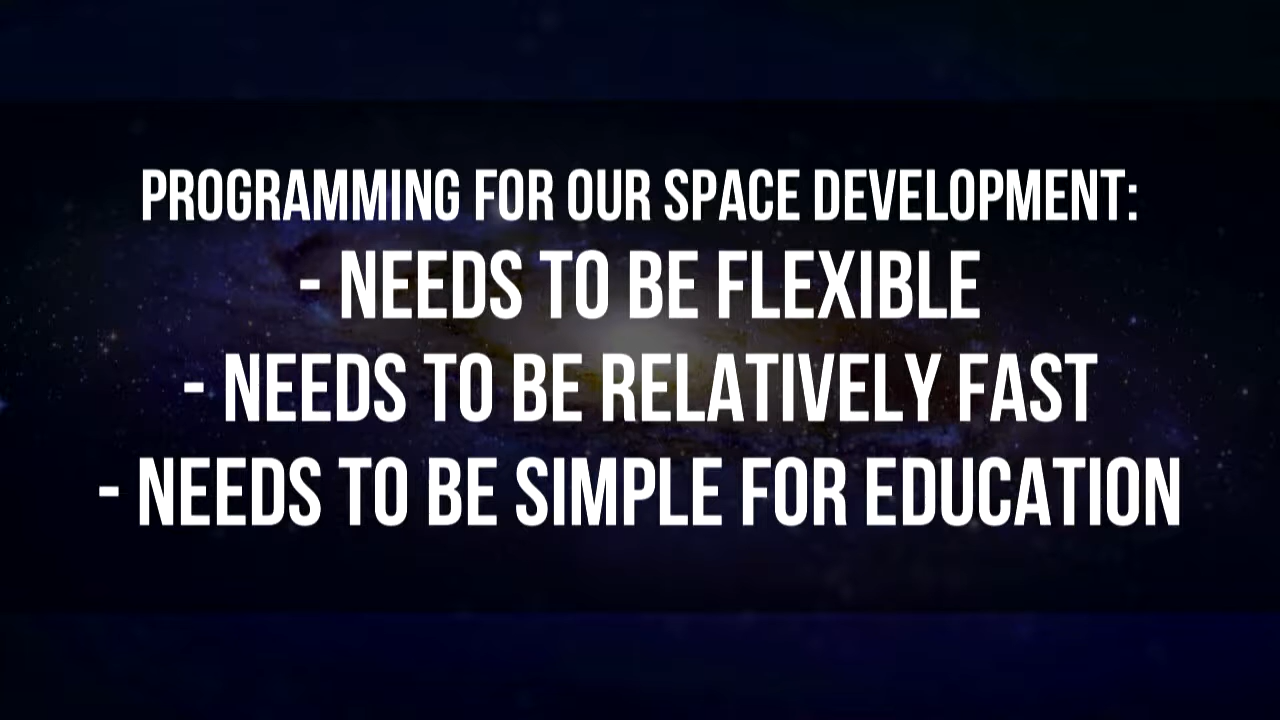 PROGRAMMING FOR OUR SPACE DEVELOPMENT:
- NEEDS TO BE FLEXIBLE
- NEEDS TO BE RELATIVELY FAST
- NEEDS TO BE SIMPLE FOR EDUCATION